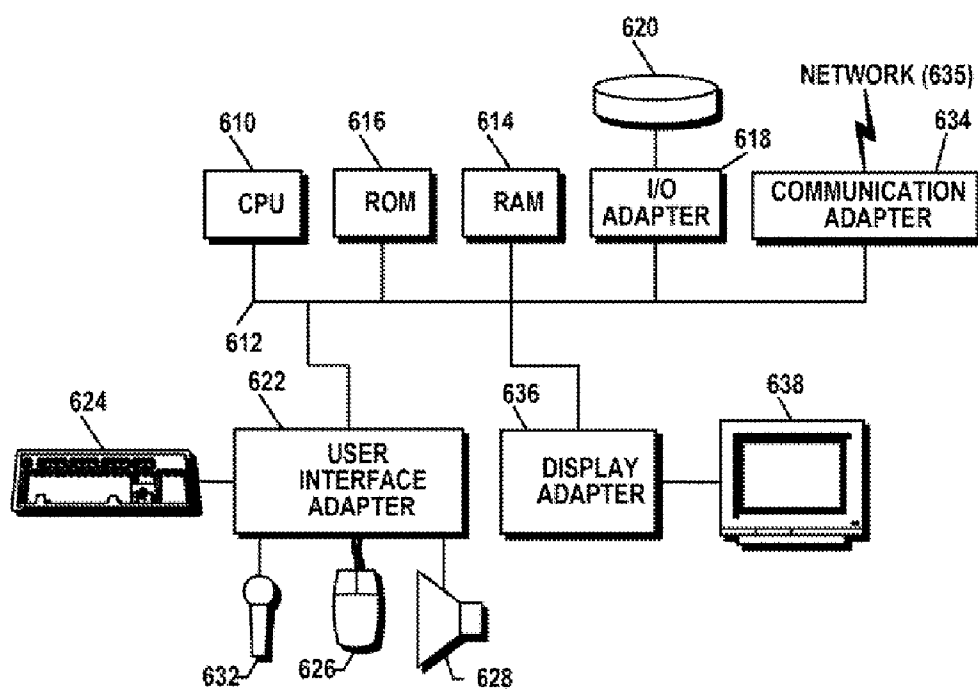 620
NETWORK (635)
610
616
614
618
634
CPU
ROM
RAM
I/O
ADAPTER
COMMUNICATION
ADAPTER
612
622
636
638
624
USER
INTERFACE
ADAPTER
DISPLAY
ADAPTER
632
626
628